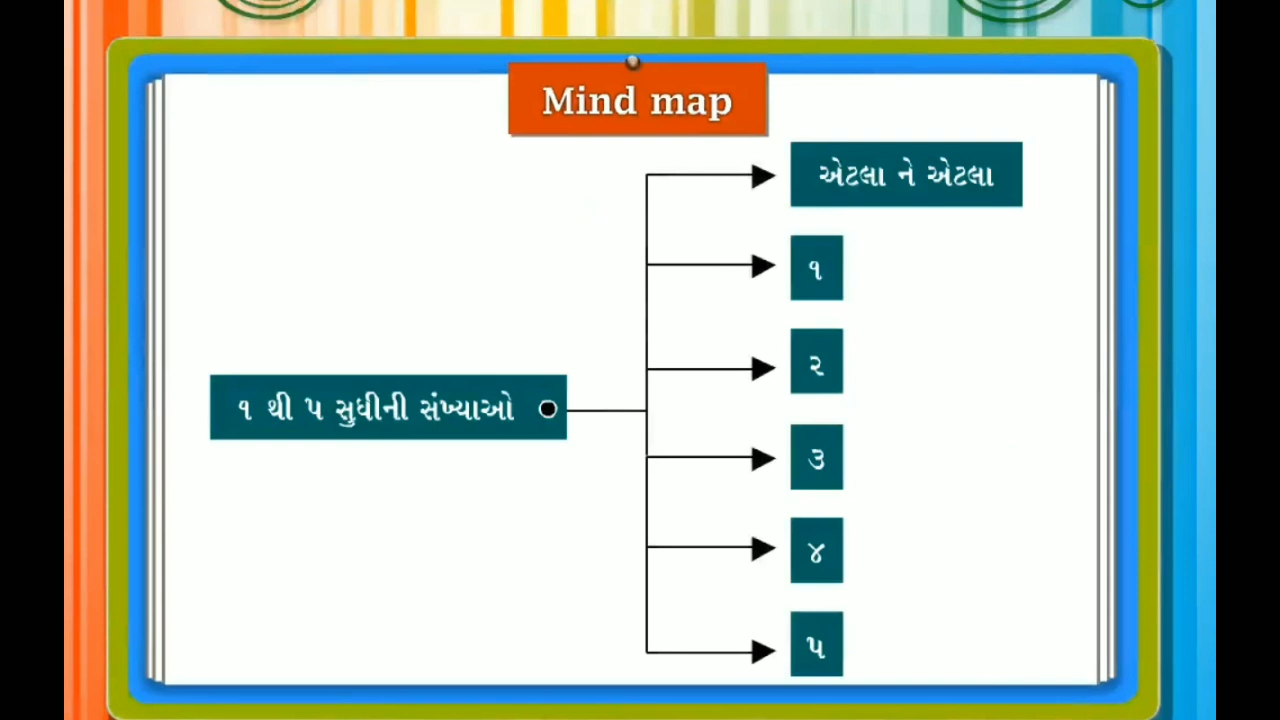 Mind map
એટલા ને એટલા
૧
૨
૧ થી ૫ સુધીની સંખ્યાઓ
૩
૪
૫